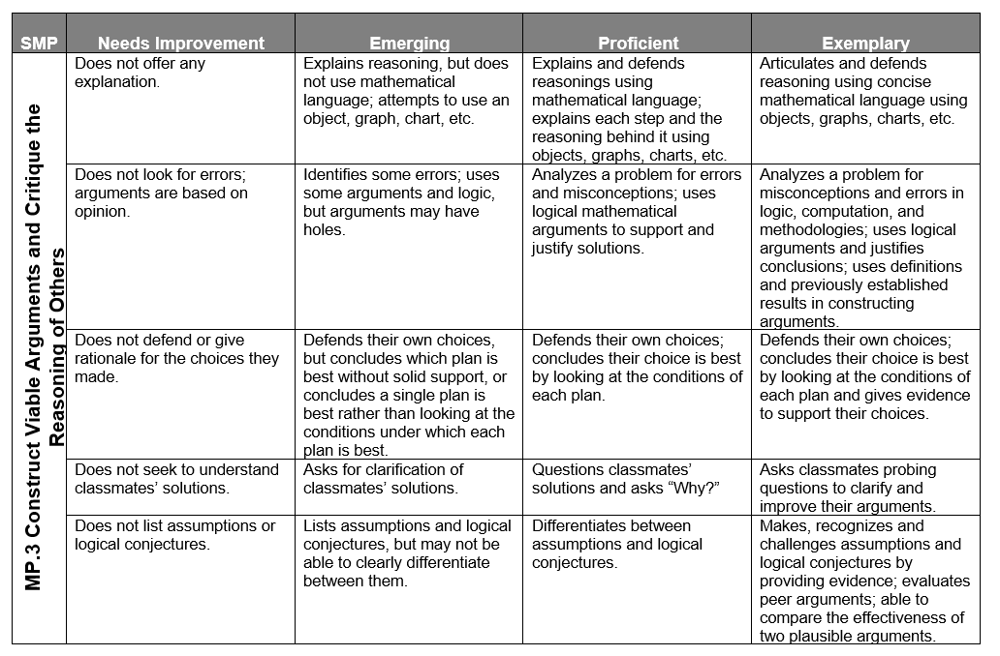 SMP
Needs Improvement
Emerging
Proficient
Exemplary
MP.3 Construct Viable Arguments and Critique the
Reasoning of Others
Does not offer any
explanation.
Explains reasoning, but does
not use mathematical
language; attempts to use an
object, graph, chart, etc.
Explains and defends
reasonings using
mathematical language;
explains each step and the
reasoning behind it using
objects, graphs, charts, etc.
Articulates and defends
reasoning using concise
mathematical language using
objects, graphs, charts, etc.
Does not look for errors;
arguments are based on
opinion.
Identifies some errors; uses
some arguments and logic,
but arguments may have
holes.
Analyzes a problem for errors
and misconceptions; uses
logical mathematical
arguments to support and
justify solutions.
Analyzes a problem for
misconceptions and errors in
logic, computation, and
methodologies; uses logical
arguments and justifies
conclusions; uses definitions
and previously established
results in constructing
arguments.
Does not defend or give
rationale for the choices they
made.
Defends their own choices,
but concludes which plan is
best without solid support, or
concludes a single plan is
best rather than looking at the
conditions under which each
plan is best.
Defends their own choices;
concludes their choice is best
by looking at the conditions of
each plan.
Defends their own choices;
concludes their choice is best
by looking at the conditions of
each plan and gives evidence
to support their choices.
Does not seek to understand
classmates’ solutions.
Asks for clarification of
classmates’ solutions.
Questions classmates’
solutions and asks “Why?”
Asks classmates probing
questions to clarify and
improve their arguments.
Does not list assumptions or
logical conjectures.
Lists assumptions and logical
conjectures, but may not be
able to clearly differentiate
between them.
Differentiates between
assumptions and logical
conjectures.
Makes, recognizes and
challenges assumptions and
logical conjectures by
providing evidence; evaluates
peer arguments; able to
compare the effectiveness of
two plausible arguments.